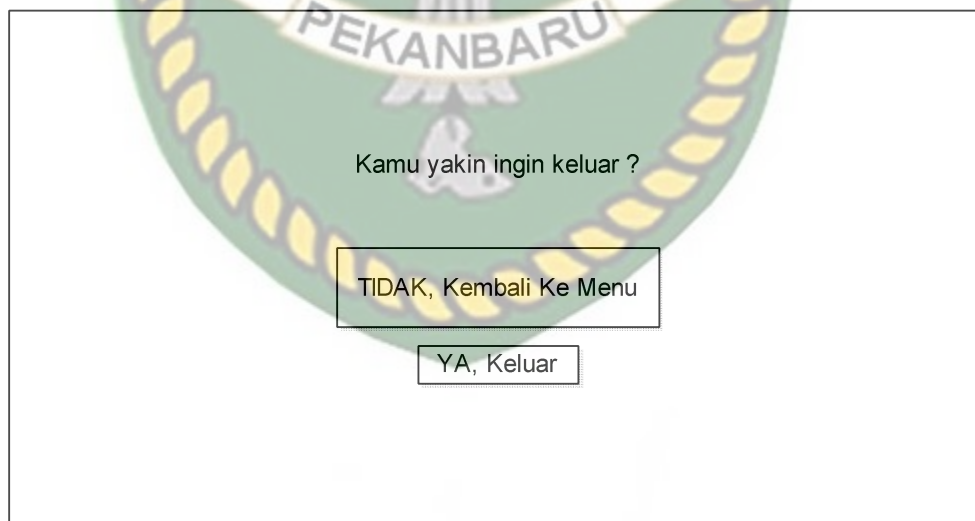 PEKANBARU
Kamu yakin ingin keluar ?
TIDAK, Kembali Ke Menu
YA, Keluar